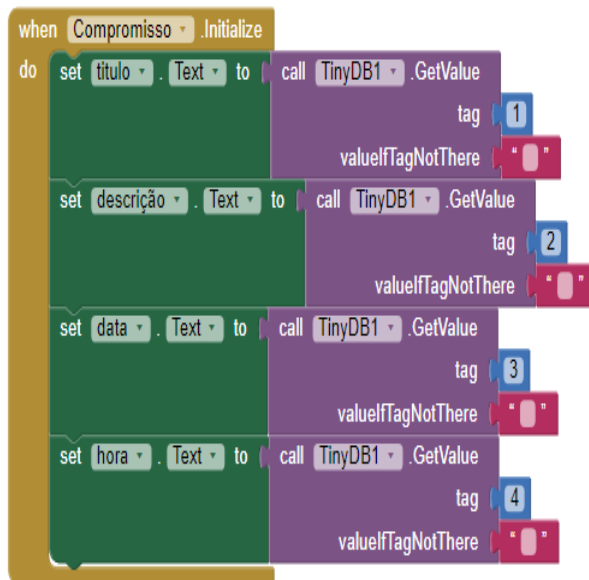 when Compromisso .Initialize
do set titulo . Text to call TinyDB1 .GetValue
tag 1
valueIfTagNotThere " "
set descrição . Text to call TinyDB1 .GetValue
tag 2
valueIfTagNotThere " "
set data . Text to call TinyDB1 .GetValue
tag 3
valueIfTagNotThere " "
set hora . Text to call TinyDB1 .GetValue
tag 4
valueIfTagNotThere " "